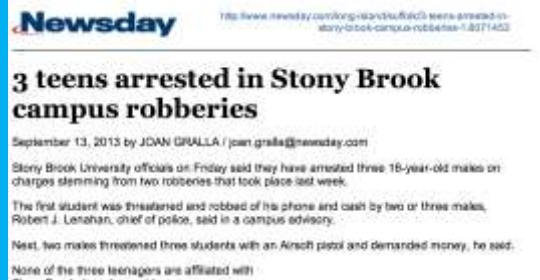 Newsday
http://www.newsday.com/long-island/suffolk/3-teens-arrested-in-
stony-brook-campus-robberies-1.6071453
3 teens arrested in Stony Brook
campus robberies
September 13, 2013 by JOAN GRALLA / joan.gralla@newsday.com
Stony Brook University officials on Friday said they have arrested three 16-year-old males on
charges stemming from two robberies that took place last week.
The first student was threatened and robbed of his phone and cash by two or three males,
Robert J. Lenahan, chief of police, said in a campus advisory.
Next, two males threatened three students with an Airsoft pistol and demanded money, he said.
None of the three teenagers are affiliated with